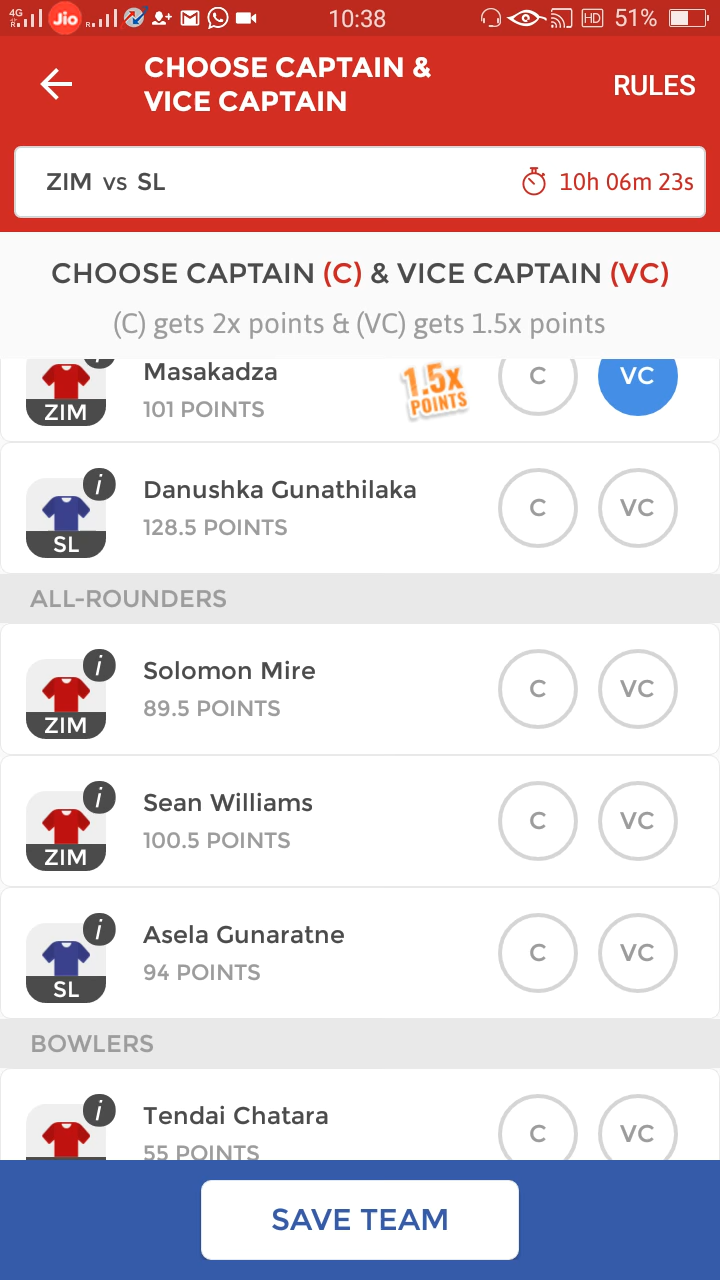 4G
R
Jio
R
10:38
HD
51%
CHOOSE CAPTAIN &
VICE CAPTAIN
RULES
ZIM vs SL
10h 06m 23s
CHOOSE CAPTAIN (C) & VICE CAPTAIN (VC)
(C) gets 2x points & (VC) gets 1.5x points
Masakadza
101 POINTS
ZIM
1.5X
POINTS
C
VC
i
Danushka Gunathilaka
128.5 POINTS
SL
C
VC
ALL-ROUNDERS
i
Solomon Mire
89.5 POINTS
ZIM
C
VC
i
Sean Williams
100.5 POINTS
ZIM
C
VC
i
Asela Gunaratne
94 POINTS
SL
C
VC
BOWLERS
i
Tendai Chatara
55 POINTS
C
VC
SAVE TEAM